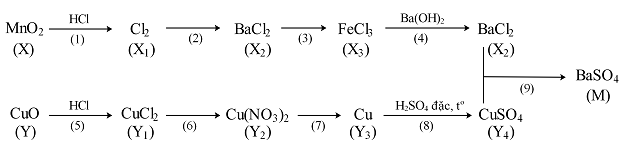 MnO₂ HCl (1) Cl₂ (2) BaCl₂ (3) FeCl₃ Ba(OH)₂ (4) BaCl₂
(X) (X₁) (X₂) (X₃) (X₂)
(9) BaSO₄
(M)
CuO HCl (5) CuCl₂ (6) Cu(NO₃)₂ (7) Cu H₂SO₄ đặc, tº (8) CuSO₄
(Y) (Y₁) (Y₂) (Y₃) (Y₄)